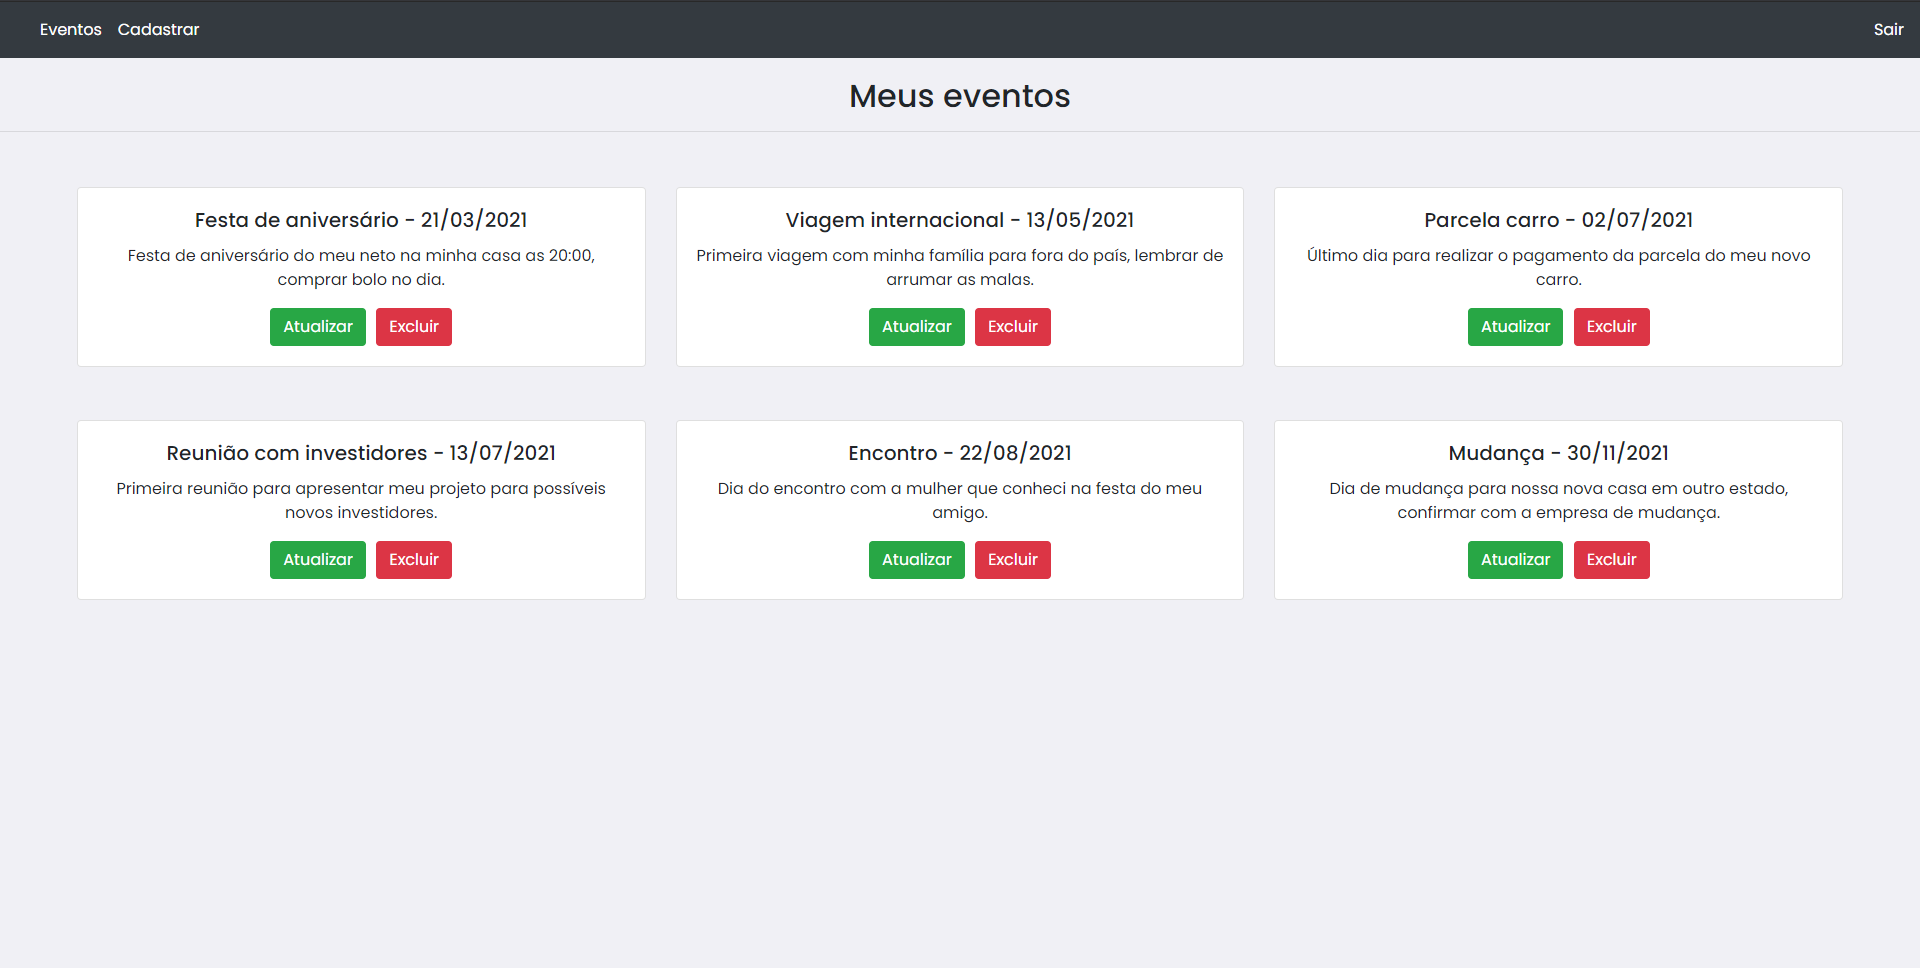 Eventos Cadastrar Sair
Meus eventos
Festa de aniversário - 21/03/2021
Festa de aniversário do meu neto na minha casa as 20:00,
comprar bolo no dia.
Atualizar Excluir
Viagem internacional - 13/05/2021
Primeira viagem com minha família para fora do país, lembrar de
arrumar as malas.
Atualizar Excluir
Parcela carro - 02/07/2021
Último dia para realizar o pagamento da parcela do meu novo
carro.
Atualizar Excluir
Reunião com investidores - 13/07/2021
Primeira reunião para apresentar meu projeto para possíveis
novos investidores.
Atualizar Excluir
Encontro - 22/08/2021
Dia do encontro com a mulher que conheci na festa do meu
amigo.
Atualizar Excluir
Mudança - 30/11/2021
Dia de mudança para nossa nova casa em outro estado,
confirmar com a empresa de mudança.
Atualizar Excluir